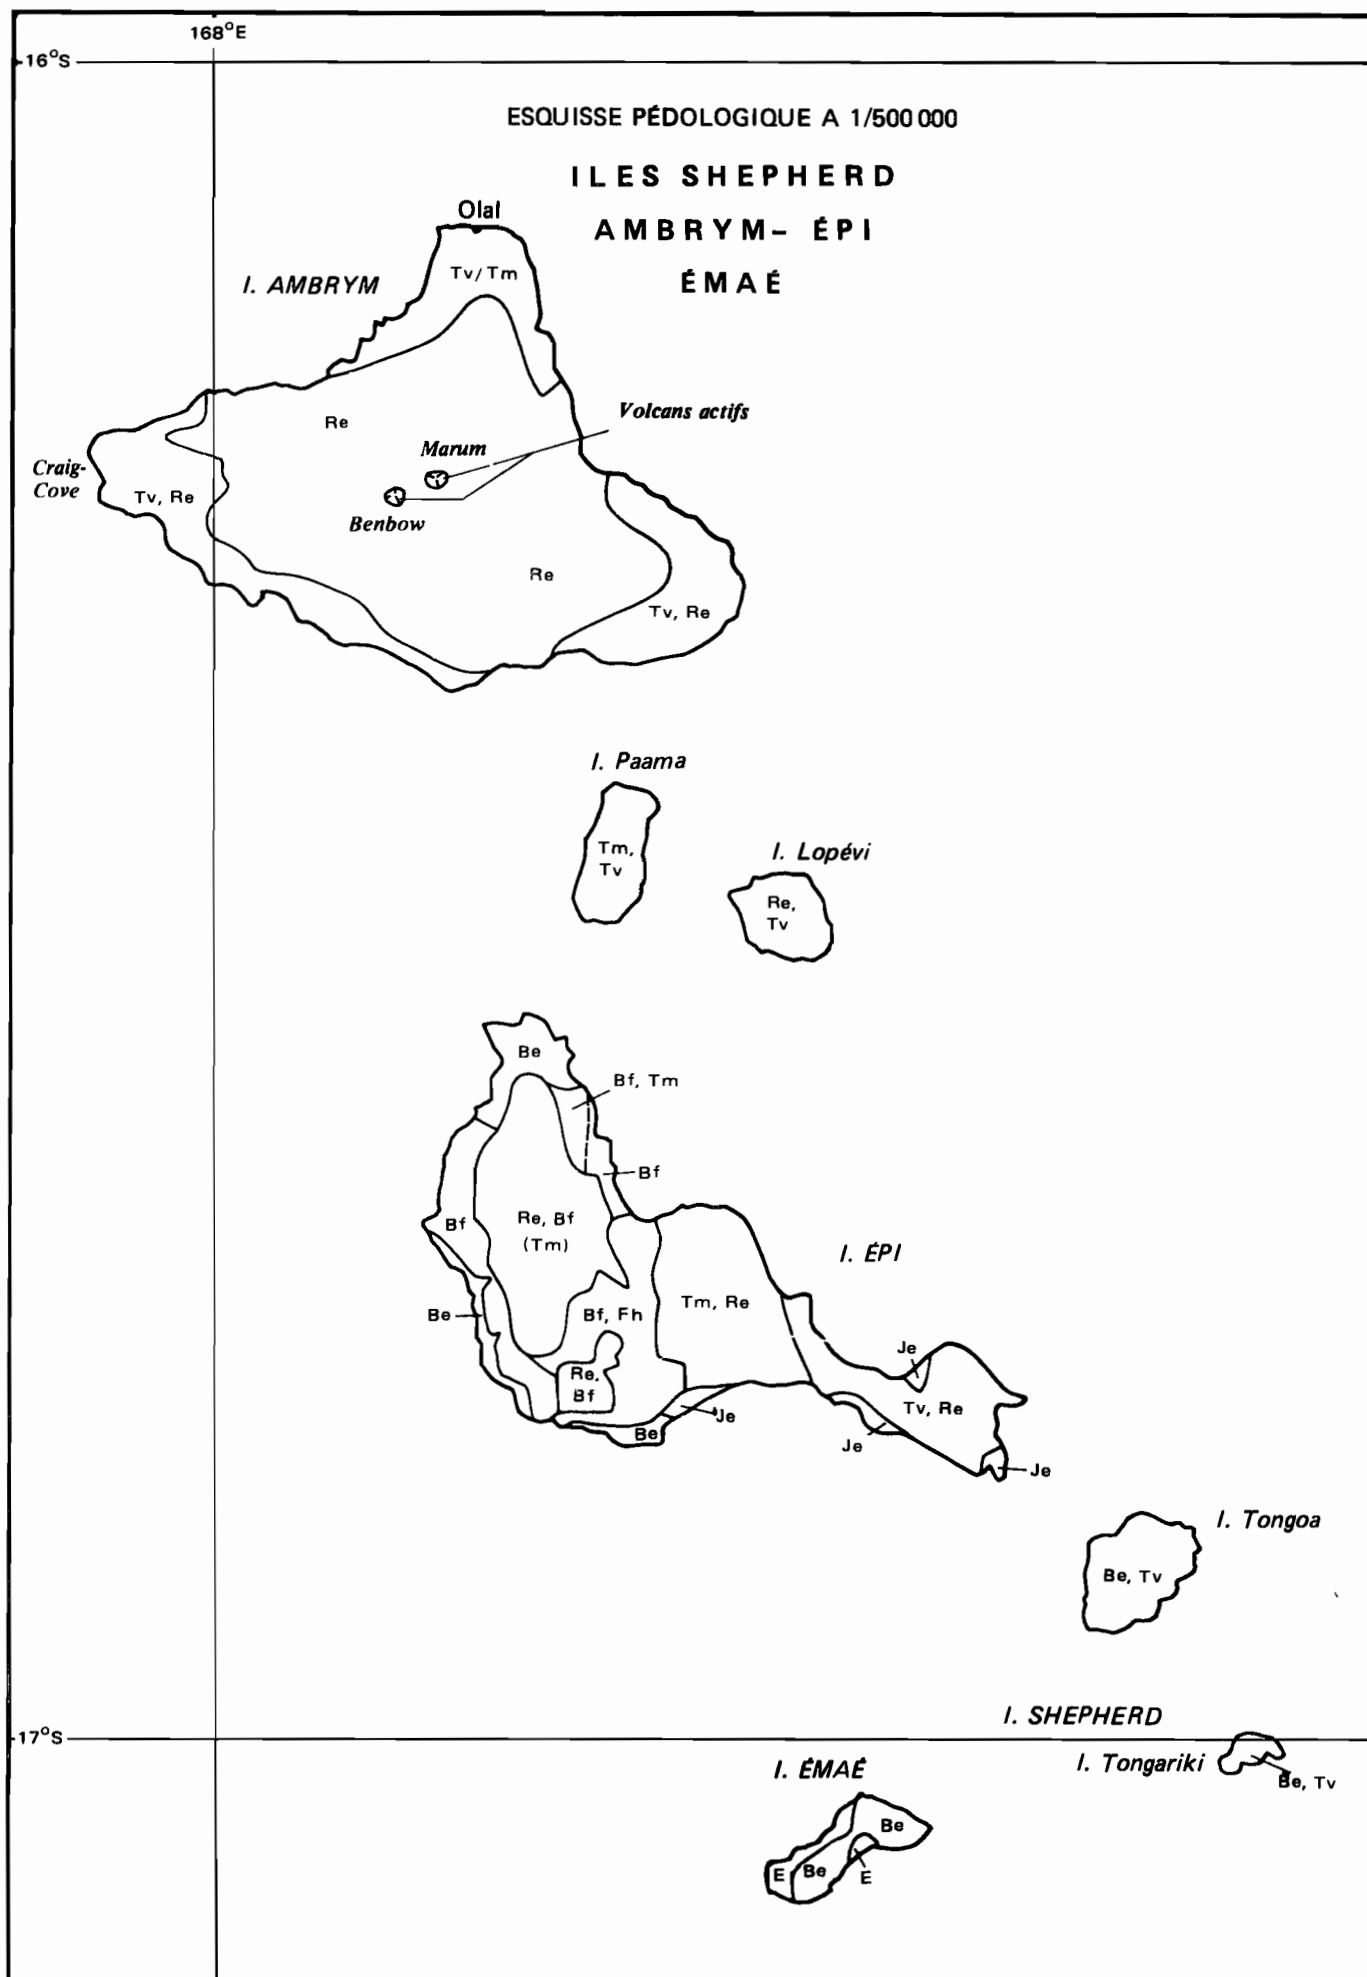 168°E
16°S
ESQUISSE PÉDOLOGIQUE A 1/500 000
ILES SHEPHERD
AMBRYM– ÉPI
ÉMAÉ
Olal
I. AMBRYM
Tv/Tm
Volcans actifs
Re
Marum
Craig-
Cove
Tv, Re
Benbow
Re
Tv, Re
I. Paama
Tm,
Tv
I. Lopévi
Re,
Tv
Be
Bf, Tm
Bf
Bf
Re, Bf
(Tm)
I. ÉPI
Tm, Re
Be
Bf, Fh
Je
Re,
Bf
Tv, Re
Je
Be
Je
Je
I. Tongoa
Be, Tv
I. SHEPHERD
17°S
I. Tongariki
I. ÉMAÉ
Be, Tv
Be
E
Be
E